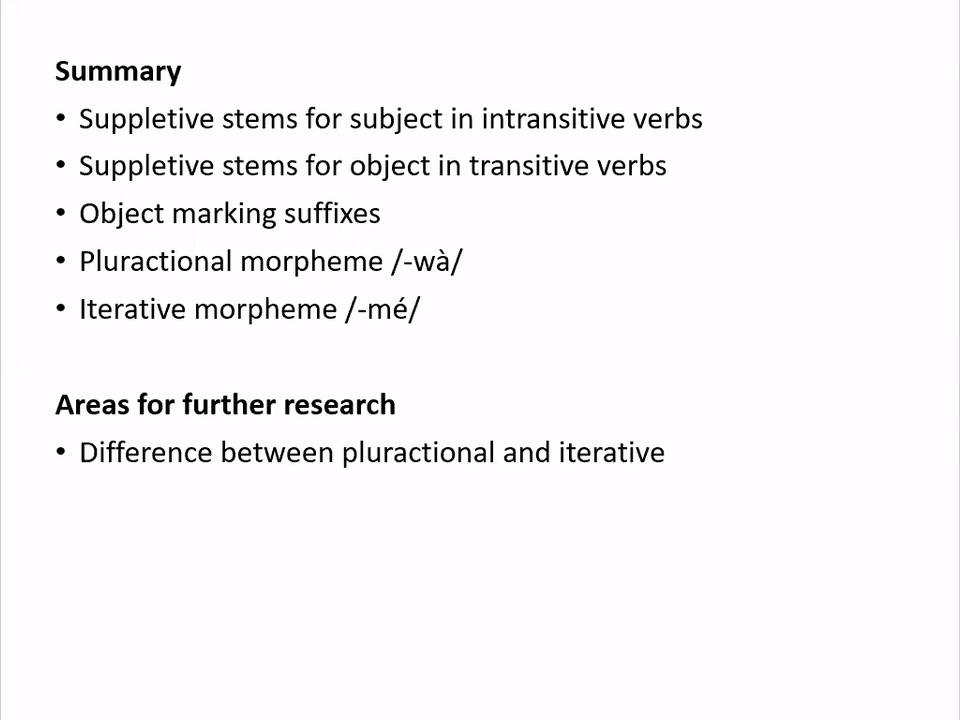 Summary
• Suppletive stems for subject in intransitive verbs
• Suppletive stems for object in transitive verbs
• Object marking suffixes
• Pluractional morpheme /-wà/
• Iterative morpheme /-mé/
Areas for further research
• Difference between pluractional and iterative